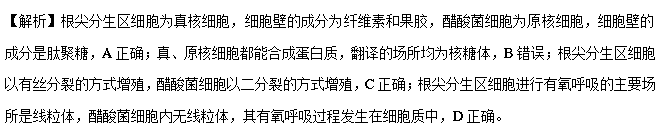 【解析】根尖分生区细胞为真核细胞，细胞壁的成分为纤维素和果胶，醋酸菌细胞为原核细胞，细胞壁的
成分是肽聚糖，A 正确；真、原核细胞都能合成蛋白质，翻译的场所均为核糖体，B 错误；根尖分生区细胞
以有丝分裂的方式增殖，醋酸菌细胞以二分裂的方式增殖，C 正确；根尖分生区细胞进行有氧呼吸的主要场
所是线粒体，醋酸菌细胞内无线粒体，其有氧呼吸过程发生在细胞质中，D 正确。